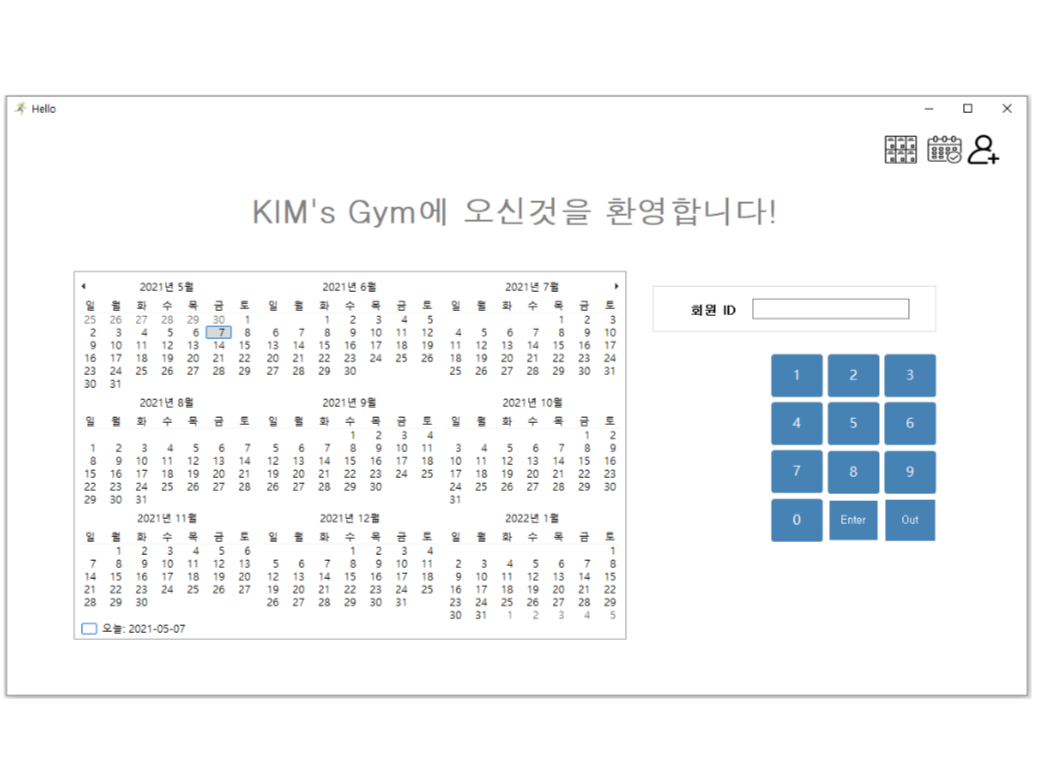 Hello
KIM's Gym에 오신것을 환영합니다!
2021년 5월 2021년 6월 2021년 7월
일 월 화 수 목 금 토 일 월 화 수 목 금 토 일 월 화 수 목 금 토
25 26 27 28 29 30 1 1 2 3 4 5 1 2 3
2 3 4 5 6 7 8 6 7 8 9 10 11 12 4 5 6 7 8 9 10
9 10 11 12 13 14 15 13 14 15 16 17 18 19 11 12 13 14 15 16 17
16 17 18 19 20 21 22 20 21 22 23 24 25 26 18 19 20 21 22 23 24
23 24 25 26 27 28 29 27 28 29 30 25 26 27 28 29 30 31
30 31
2021년 8월 2021년 9월 2021년 10월
일 월 화 수 목 금 토 일 월 화 수 목 금 토 일 월 화 수 목 금 토
1 2 3 4 1 2
1 2 3 4 5 6 7 5 6 7 8 9 10 11 3 4 5 6 7 8 9
8 9 10 11 12 13 14 12 13 14 15 16 17 18 10 11 12 13 14 15 16
15 16 17 18 19 20 21 19 20 21 22 23 24 25 17 18 19 20 21 22 23
22 23 24 25 26 27 28 26 27 28 29 30 24 25 26 27 28 29 30
29 30 31 31
2021년 11월 2021년 12월 2022년 1월
일 월 화 수 목 금 토 일 월 화 수 목 금 토 일 월 화 수 목 금 토
1 2 3 4 5 6 1 2 3 4 1
7 8 9 10 11 12 13 5 6 7 8 9 10 11 2 3 4 5 6 7 8
14 15 16 17 18 19 20 12 13 14 15 16 17 18 9 10 11 12 13 14 15
21 22 23 24 25 26 27 19 20 21 22 23 24 25 16 17 18 19 20 21 22
28 29 30 26 27 28 29 30 31 23 24 25 26 27 28 29
30 31 1 2 3 4 5
오늘: 2021-05-07
회원 ID
1 2 3
4 5 6
7 8 9
0 Enter Out